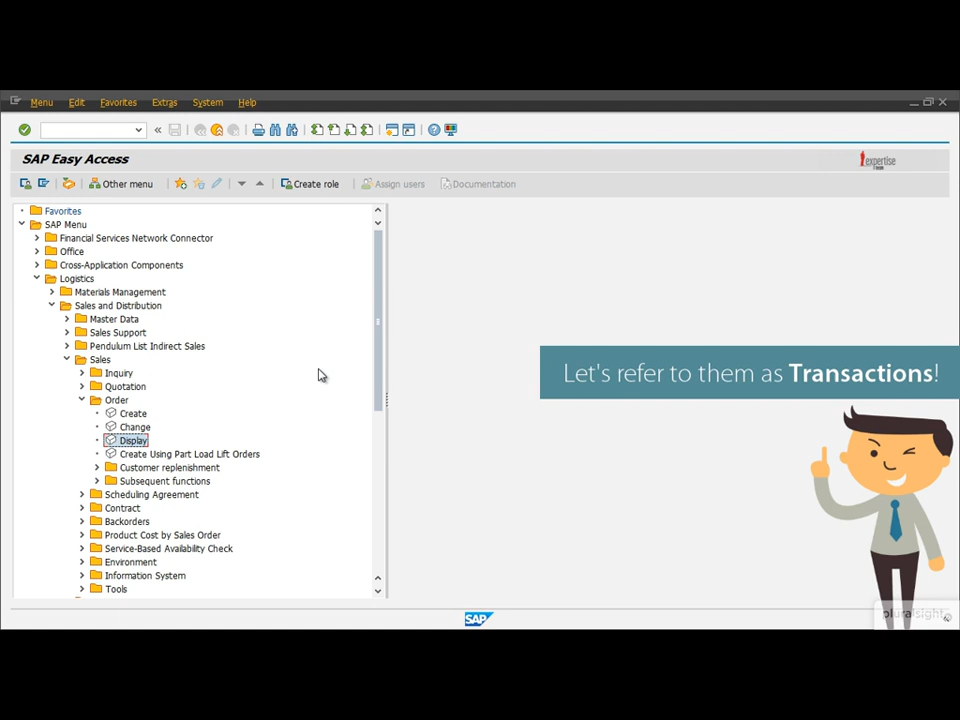 Menu Edit Favorites Extras System Help
SAP Easy Access
expertise
Other menu Create role Assign users Documentation
Favorites
SAP Menu
Financial Services Network Connector
Office
Cross-Application Components
Logistics
Materials Management
Sales and Distribution
Master Data
Sales Support
Pendulum List Indirect Sales
Sales
Inquiry
Quotation
Order
Create
Change
Display
Create Using Part Load Lift Orders
Customer replenishment
Subsequent functions
Scheduling Agreement
Contract
Backorders
Product Cost by Sales Order
Service-Based Availability Check
Environment
Information System
Tools
Let's refer to them as Transactions!
SAP
pluralsight